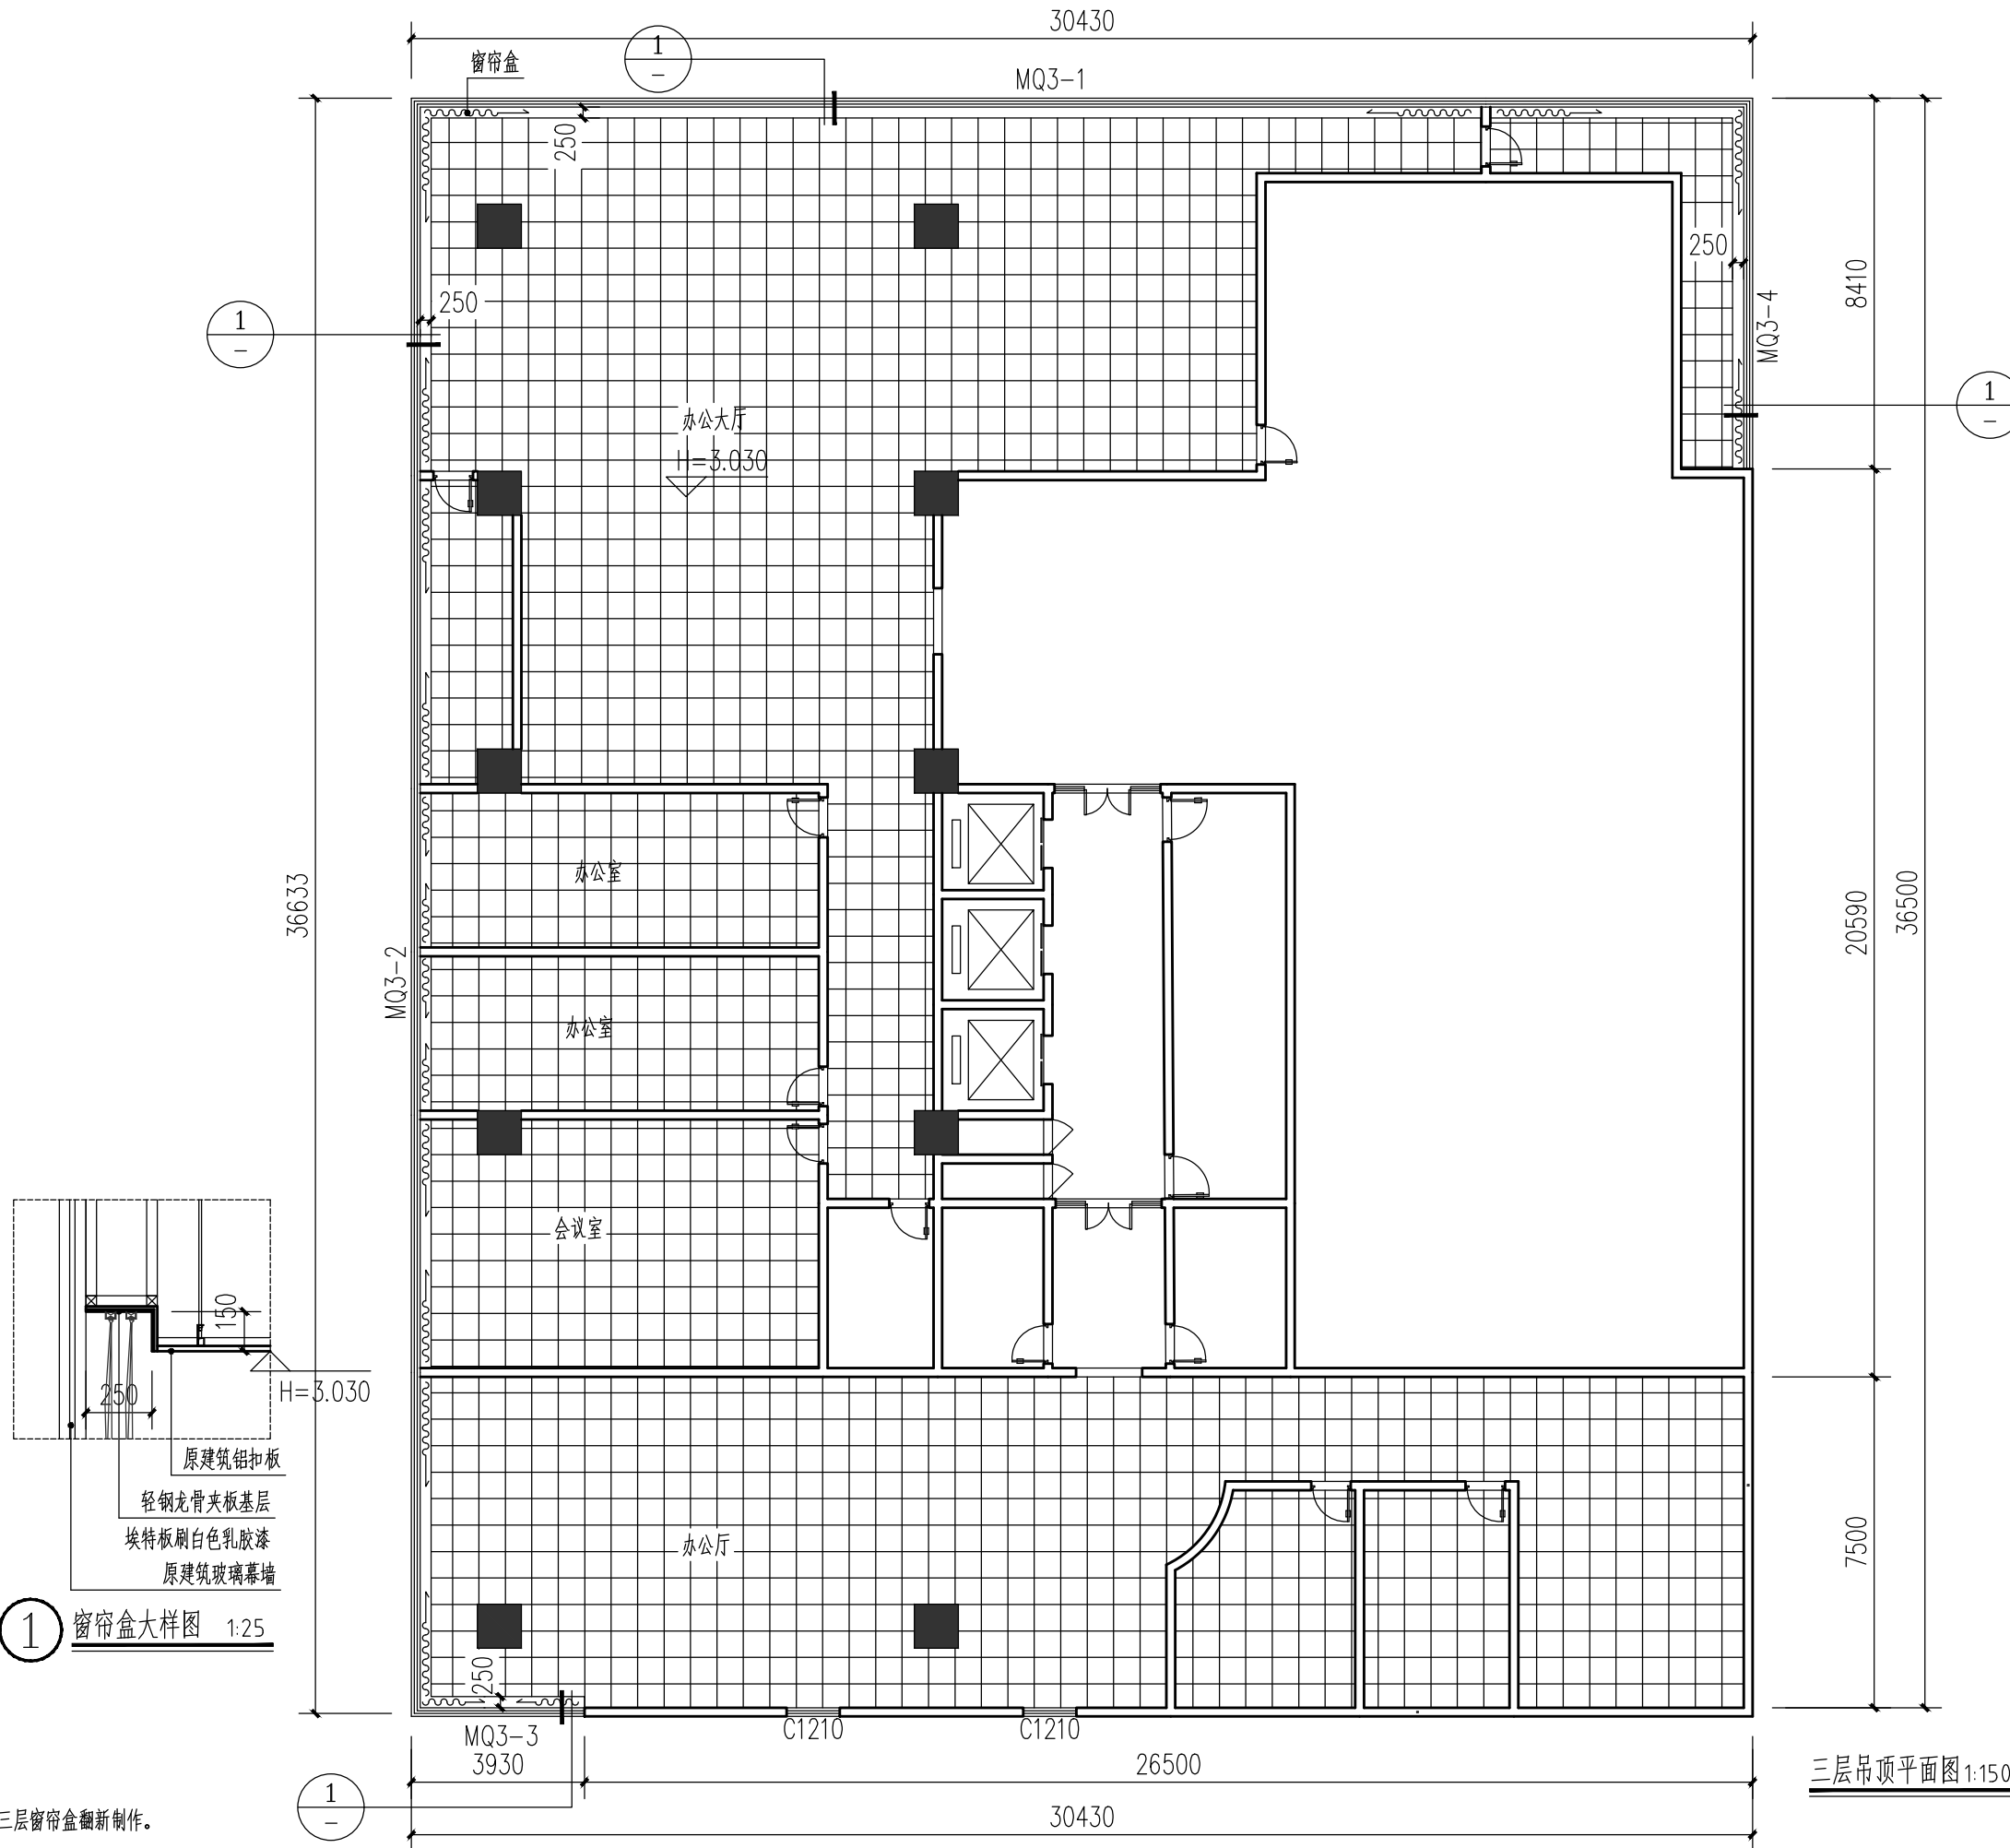 30430
窗帘盒
1
–
MQ3-1
250
250
8410
250
1
–
MQ3-4
1
–
办公大厅
H=3.030
36633
办公室
20590
36500
MQ3-2
办公室
会议室
150
250
H=3.030
原建筑铝扣板
轻钢龙骨夹板基层
埃特板刷白色乳胶漆
原建筑玻璃幕墙
办公厅
7500
1 窗帘盒大样图 1:25
250
MQ3-3
C1210
C1210
3930
26500
三层吊顶平面图 1:150
1
–
30430
三层窗帘盒翻新制作。